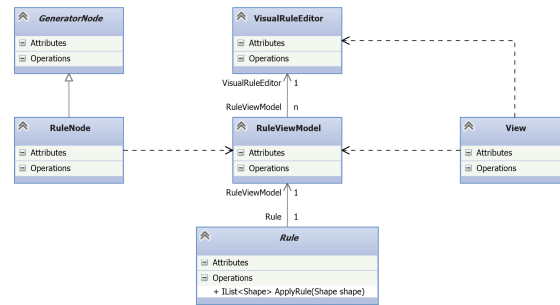 GeneratorNode
Attributes
Operations
VisualRuleEditor
Attributes
Operations
VisualRuleEditor 1
RuleViewModel n
RuleNode
Attributes
Operations
RuleViewModel
Attributes
Operations
View
Attributes
Operations
RuleViewModel 1
Rule 1
Rule
Attributes
Operations
+ IList<Shape> ApplyRule(Shape shape)